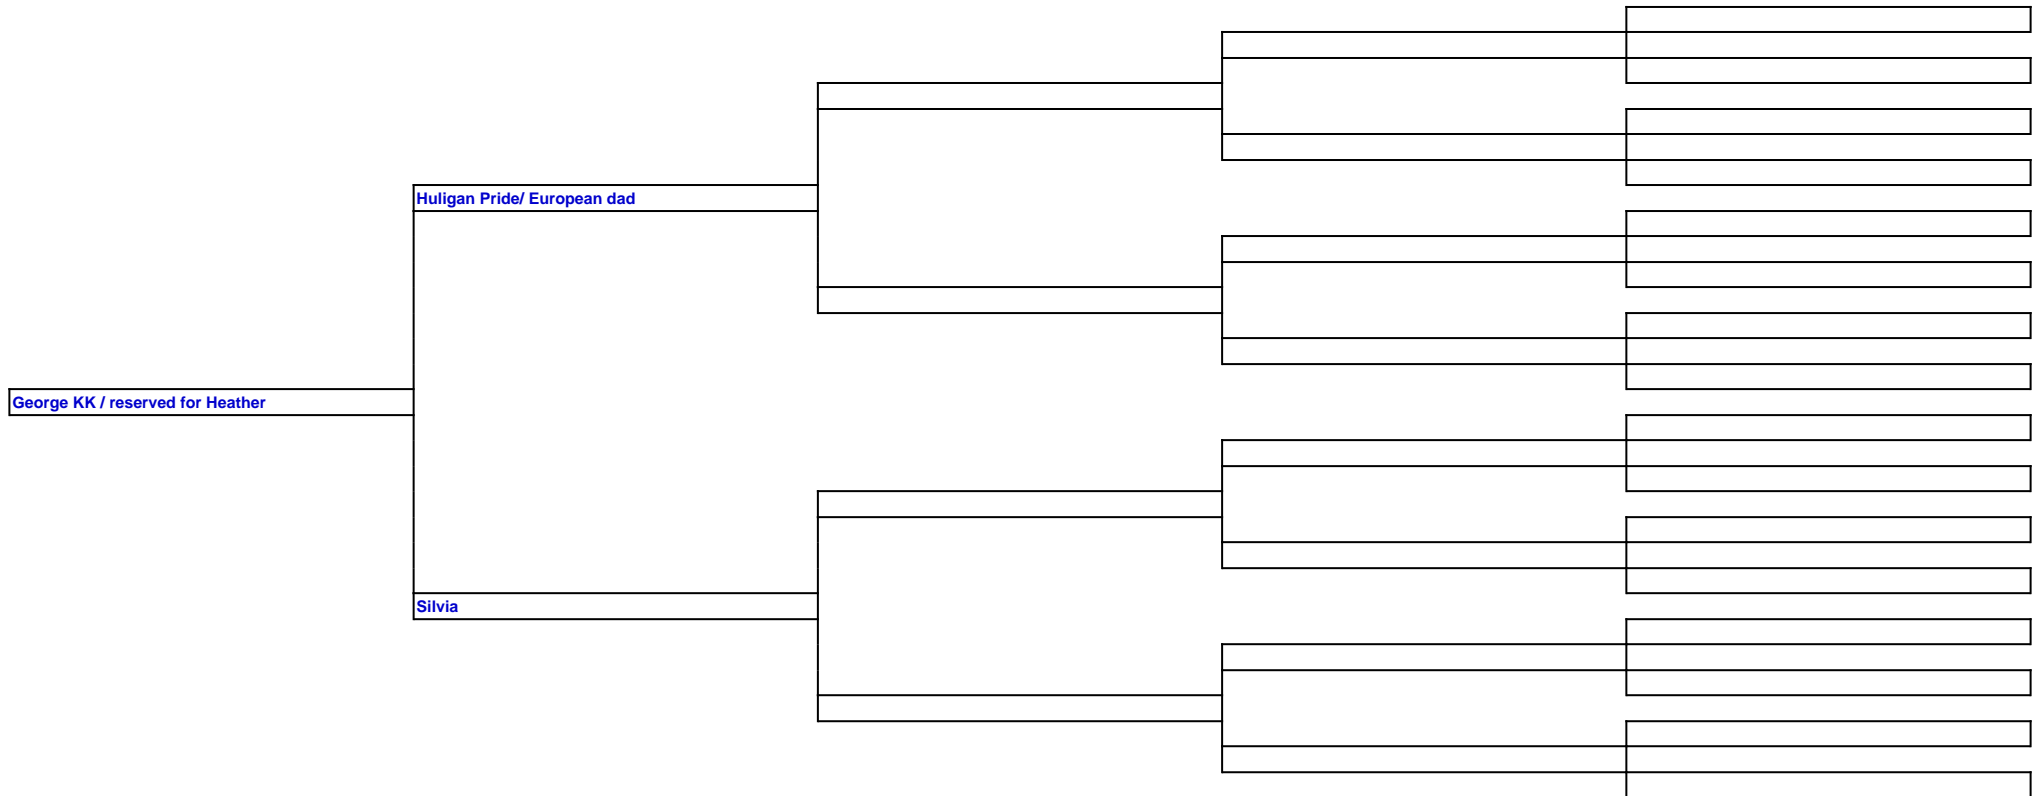 Huligan Pride/ European dad
George KK / reserved for Heather
Silvia